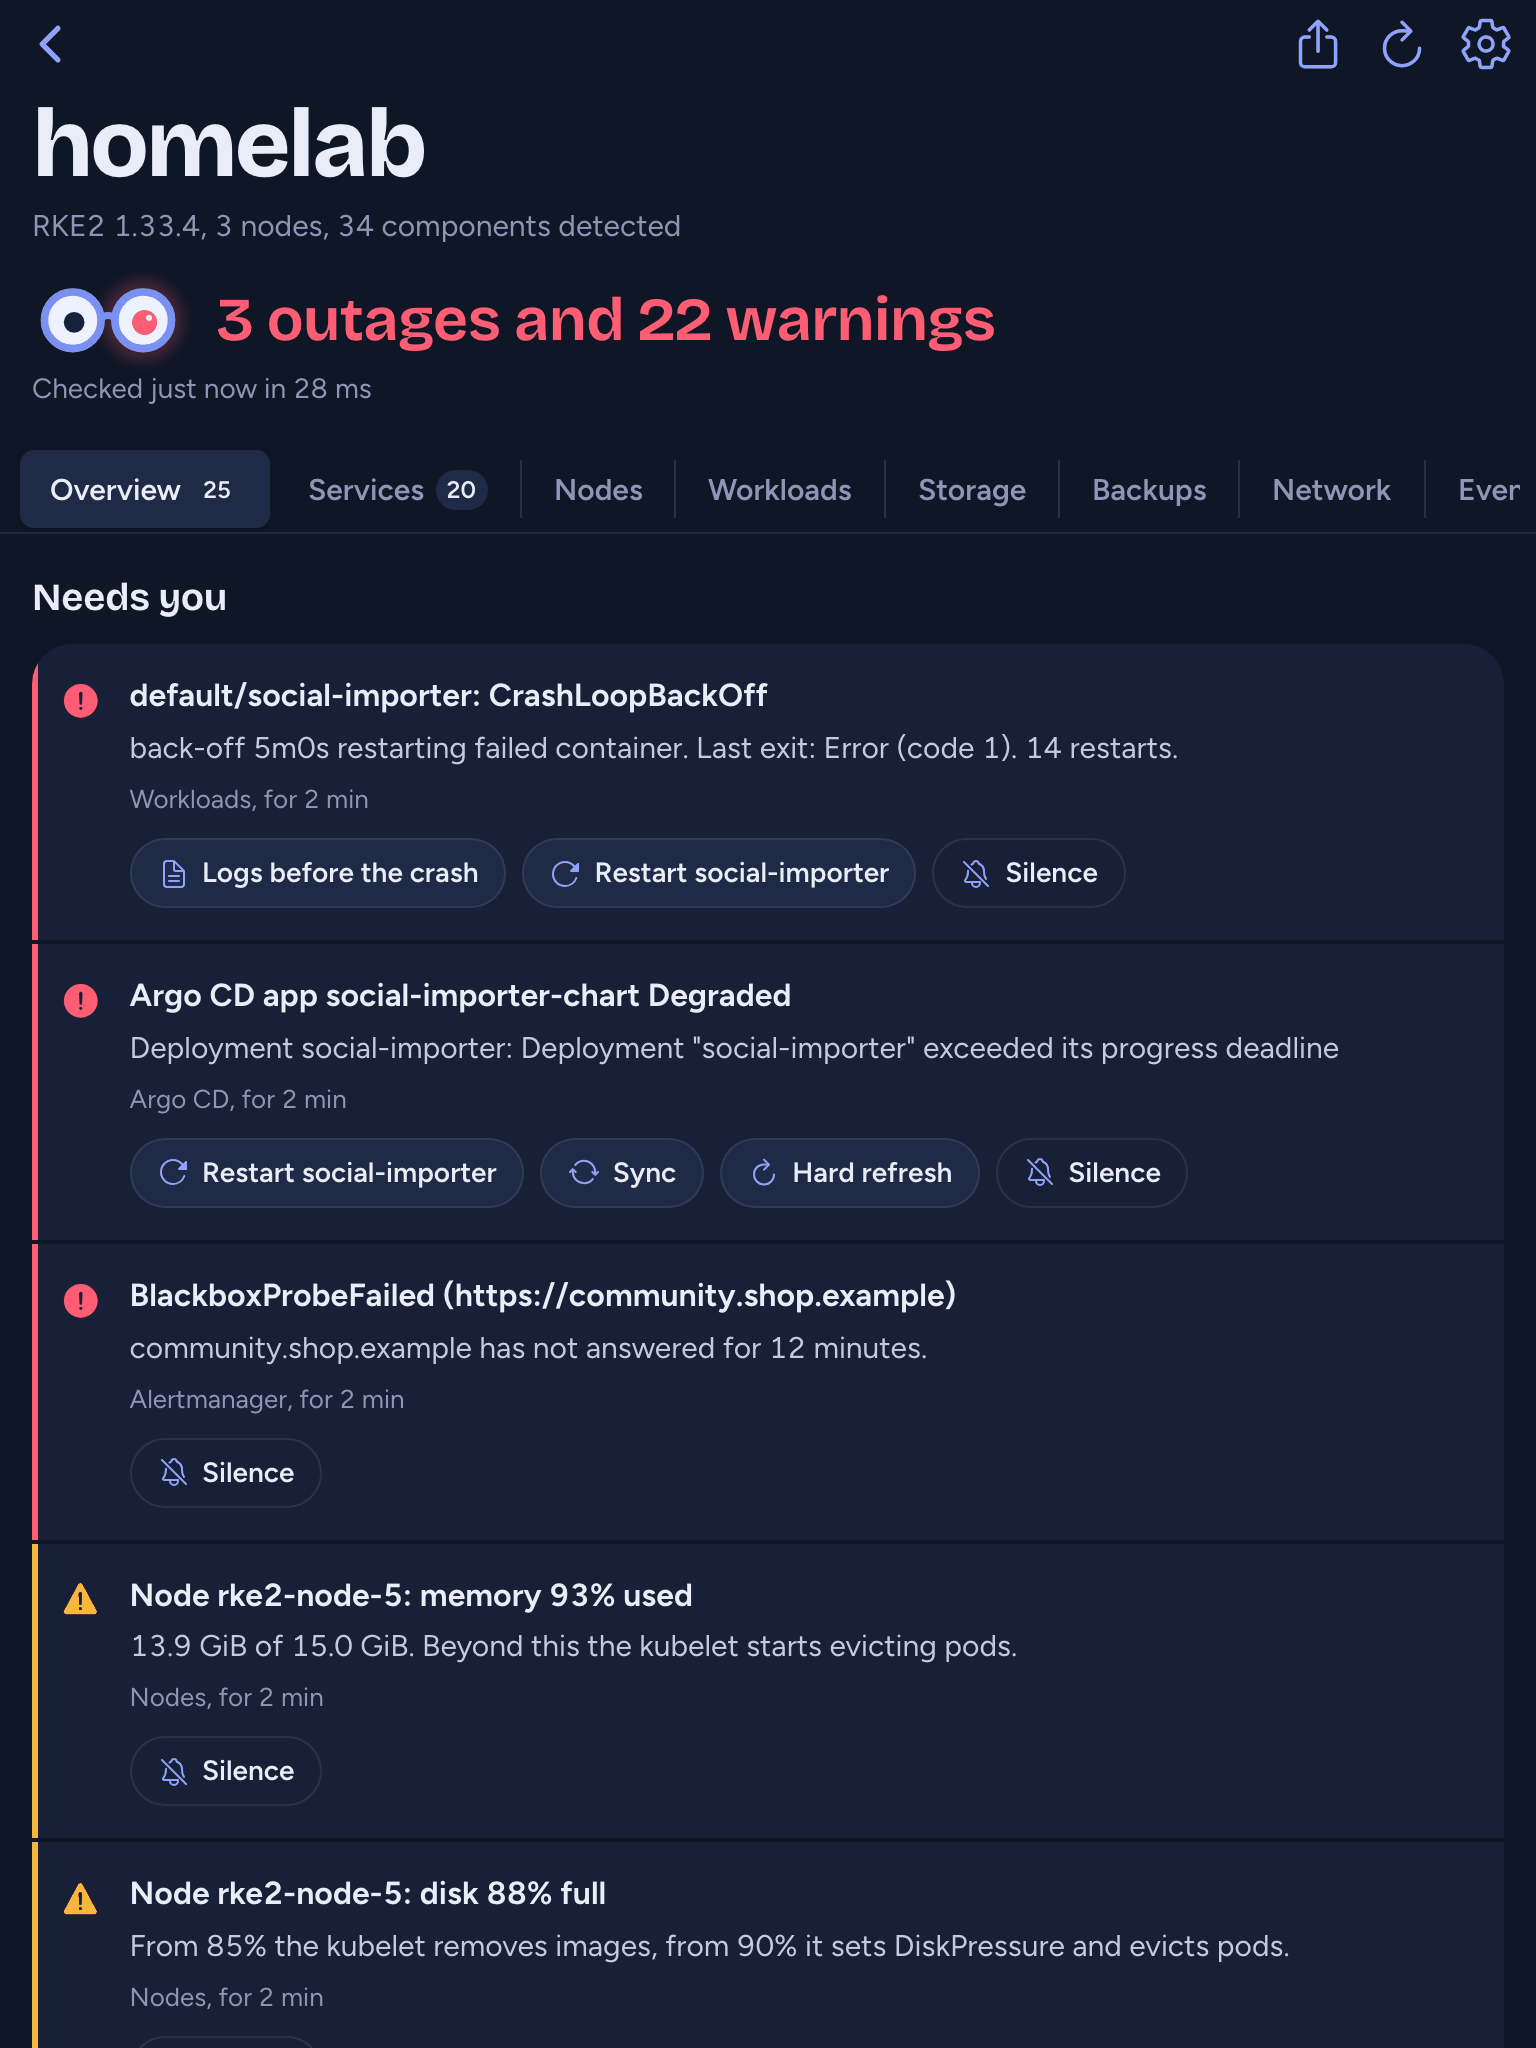 homelab
RKE2 1.33.4, 3 nodes, 34 components detected
3 outages and 22 warnings
Checked just now in 28 ms
Overview 25 Services 20 Nodes Workloads Storage Backups Network Even
Needs you
default/social-importer: CrashLoopBackOff
back-off 5m0s restarting failed container. Last exit: Error (code 1). 14 restarts.
Workloads, for 2 min
Logs before the crash Restart social-importer Silence
Argo CD app social-importer-chart Degraded
Deployment social-importer: Deployment "social-importer" exceeded its progress deadline
Argo CD, for 2 min
Restart social-importer Sync Hard refresh Silence
BlackboxProbeFailed (https://community.shop.example)
community.shop.example has not answered for 12 minutes.
Alertmanager, for 2 min
Silence
Node rke2-node-5: memory 93% used
13.9 GiB of 15.0 GiB. Beyond this the kubelet starts evicting pods.
Nodes, for 2 min
Silence
Node rke2-node-5: disk 88% full
From 85% the kubelet removes images, from 90% it sets DiskPressure and evicts pods.
Nodes, for 2 min